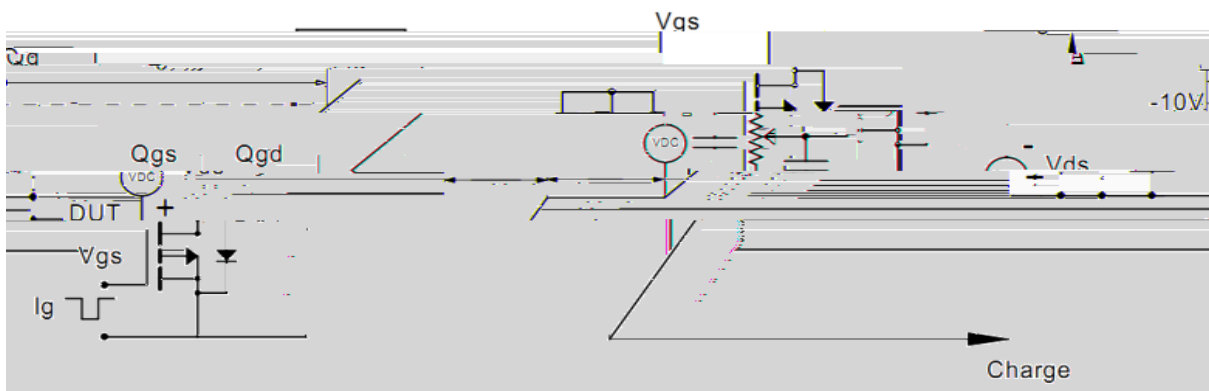 Vgs
Qg
-10V
VDC
Qgs Qgd
VDC
Vds
DUT +
-
Vgs
Ig
Charge